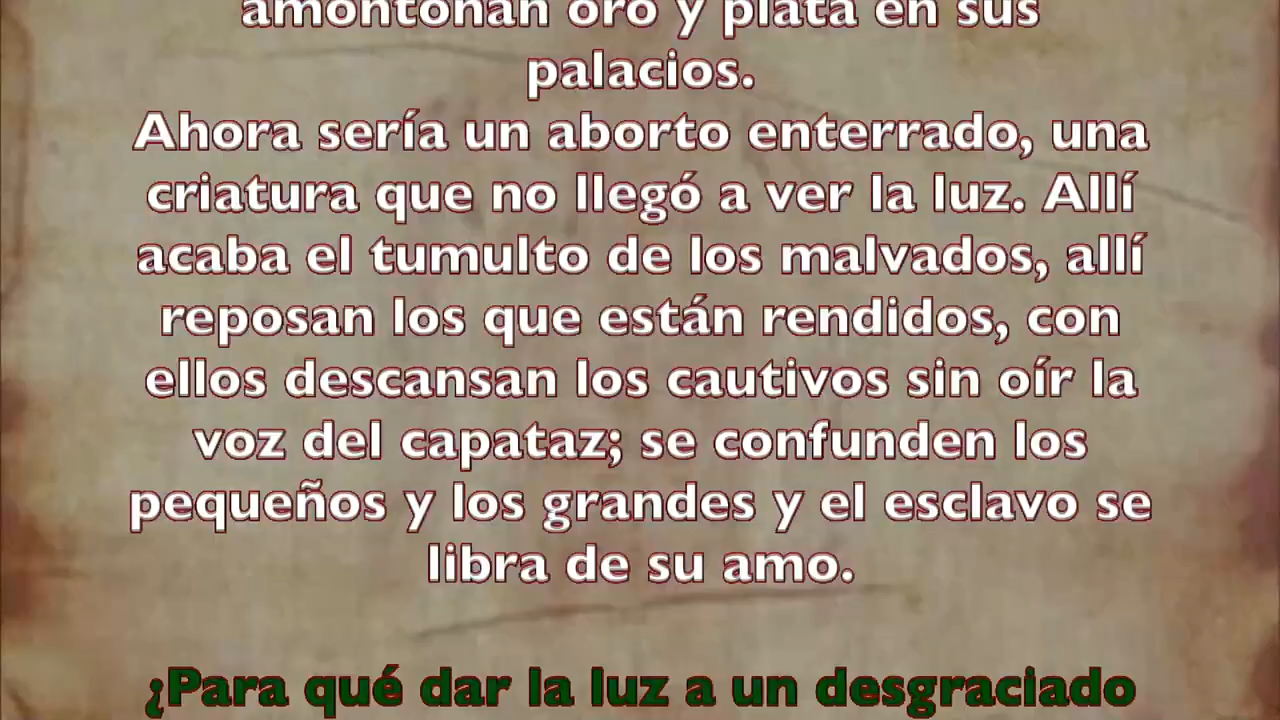 amontonan oro y plata en sus
palacios.
Ahora sería un aborto enterrado, una
criatura que no llegó a ver la luz. Allí
acaba el tumulto de los malvados, allí
reposan los que están rendidos, con
ellos descansan los cautivos sin oír la
voz del capataz; se confunden los
pequeños y los grandes y el esclavo se
libra de su amo.
¿Para qué dar la luz a un desgraciado